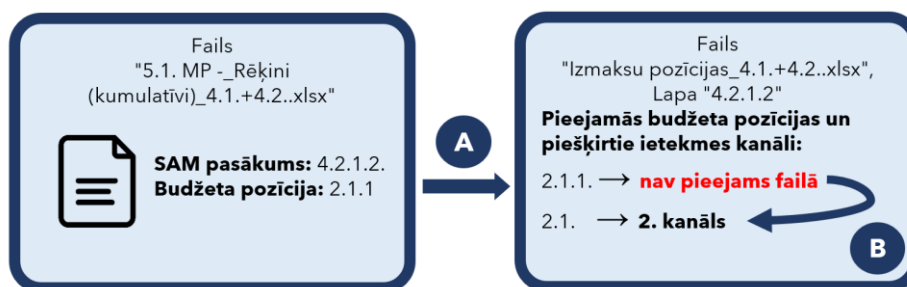 Fails
"5.1. MP -_Rēķini
(kumulatīvi)_4.1.+4.2..xlsx"
SAM pasākums: 4.2.1.2.
Budžeta pozīcija: 2.1.1
A
Fails
"Izmaksu pozīcijas_4.1.+4.2..xlsx",
Lapa "4.2.1.2"
Pieejamās budžeta pozīcijas un
piešķirtie ietekmes kanāli:
2.1.1. → nav pieejams failā
2.1. → 2. kanāls
B